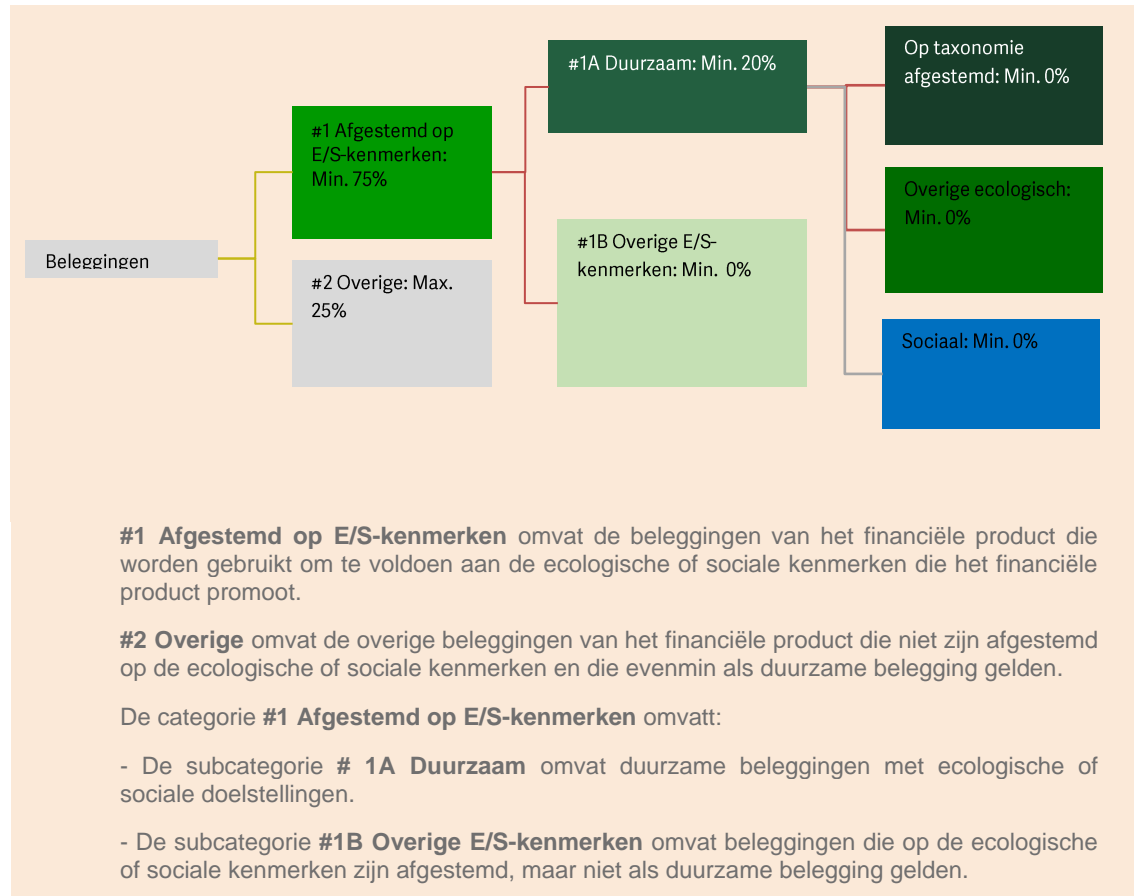 Beleggingen
#1 Afgestemd op
E/S-kenmerken:
Min. 75%
#2 Overige: Max.
25%
#1A Duurzaam: Min. 20%
#1B Overige E/S-
kenmerken: Min. 0%
Op taxonomie
afgestemd: Min. 0%
Overige ecologisch:
Min. 0%
Sociaal: Min. 0%
#1 Afgestemd op E/S-kenmerken omvat de beleggingen van het financiële product die
worden gebruikt om te voldoen aan de ecologische of sociale kenmerken die het financiële
product promoot.
#2 Overige omvat de overige beleggingen van het financiële product die niet zijn afgestemd
op de ecologische of sociale kenmerken en die evenmin als duurzame belegging gelden.
De categorie #1 Afgestemd op E/S-kenmerken omvatt:
- De subcategorie # 1A Duurzaam omvat duurzame beleggingen met ecologische of
sociale doelstellingen.
- De subcategorie #1B Overige E/S-kenmerken omvat beleggingen die op de ecologische
of sociale kenmerken zijn afgestemd, maar niet als duurzame belegging gelden.